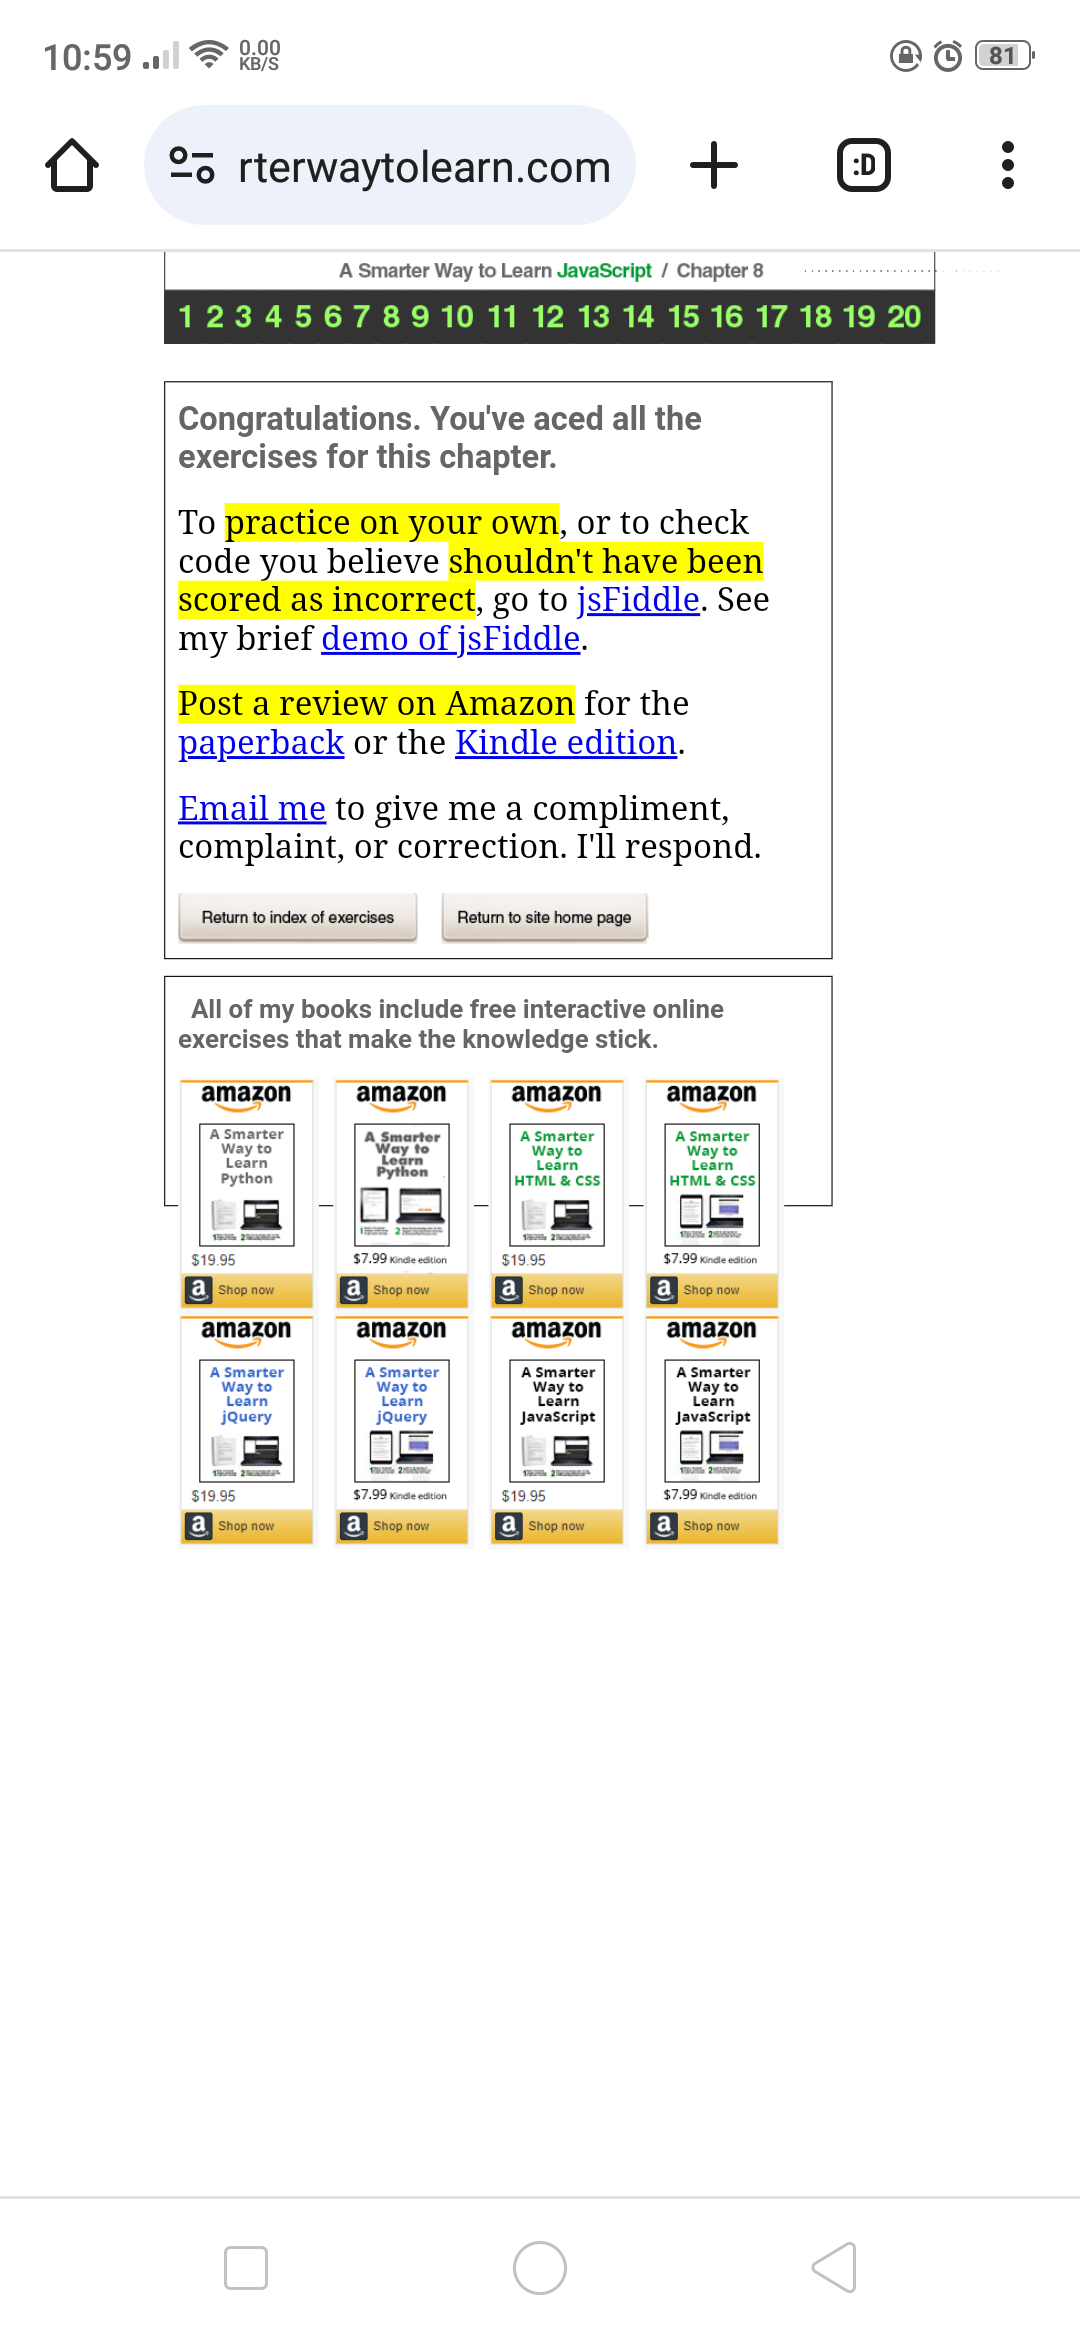 10:59 0.00 KB/S 81
rterwaytolearn.com :D
A Smarter Way to Learn JavaScript / Chapter 8
1 2 3 4 5 6 7 8 9 10 11 12 13 14 15 16 17 18 19 20
Congratulations. You've aced all the
exercises for this chapter.
To practice on your own, or to check
code you believe shouldn't have been
scored as incorrect, go to jsFiddle. See
my brief demo of jsFiddle.
Post a review on Amazon for the
paperback or the Kindle edition.
Email me to give me a compliment,
complaint, or correction. I'll respond.
Return to index of exercises Return to site home page
All of my books include free interactive online
exercises that make the knowledge stick.
amazon amazon amazon amazon
A Smarter A Smarter A Smarter A Smarter
Way to Way to Way to Way to
Learn Learn Learn Learn
Python Python HTML & CSS HTML & CSS
$19.95 $7.99 Kindle edition $19.95 $7.99 Kindle edition
a Shop now a Shop now a Shop now a Shop now
amazon amazon amazon amazon
A Smarter A Smarter A Smarter A Smarter
Way to Way to Way to Way to
Learn Learn Learn Learn
jQuery jQuery JavaScript JavaScript
$19.95 $7.99 Kindle edition $19.95 $7.99 Kindle edition
a Shop now a Shop now a Shop now a Shop now